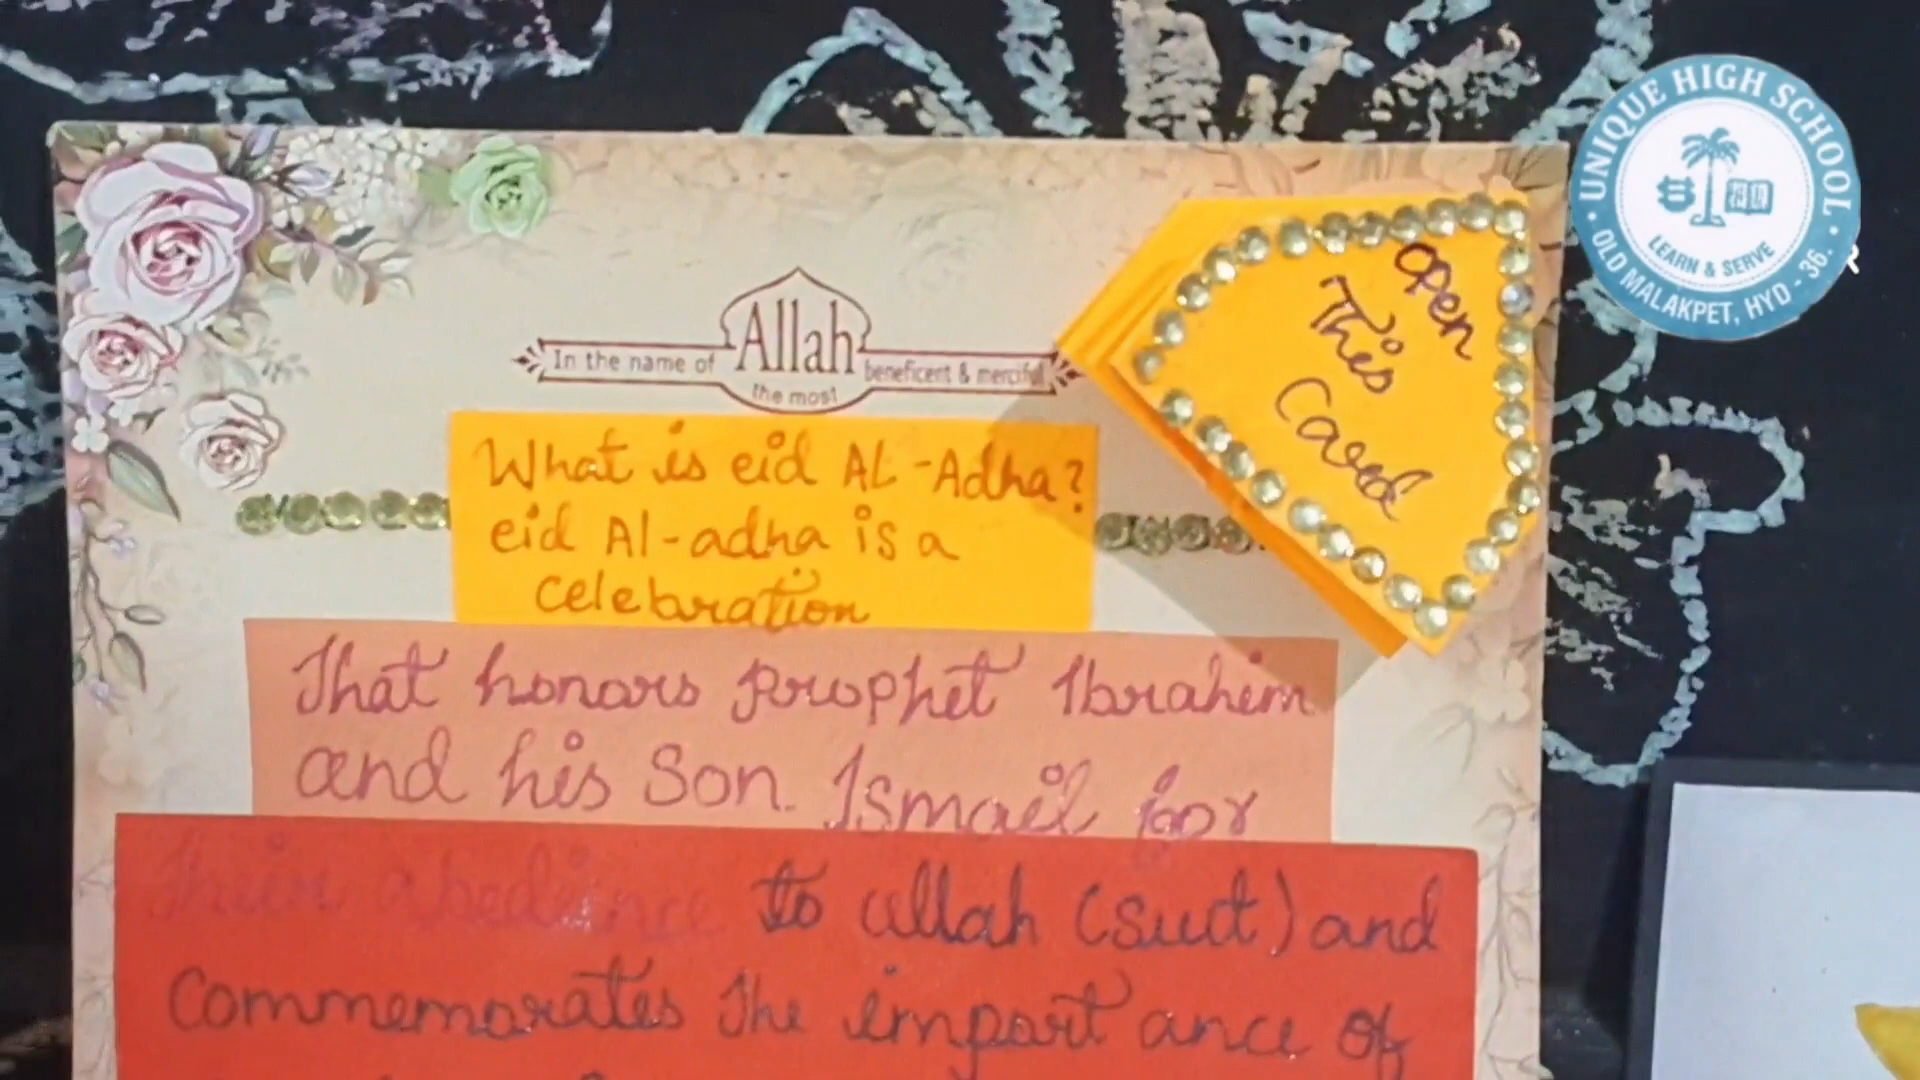 In the name of Allah the most beneficent & merciful
open
This
Card
What is eid AL-Adha?
eid Al-adha is a
celebration
That honors prophet Ibrahim
and his Son. Ismail for
Their abedience to allah (swt) and
Commemorates The import ance of
UNIQUE HIGH SCHOOL
LEARN & SERVE
OLD MALAKPET, HYD - 36.